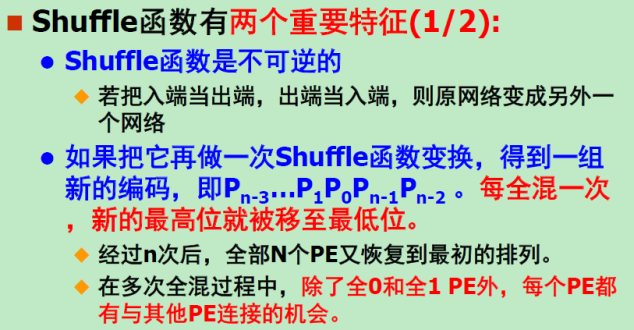 Shuffle函数有两个重要特征(1/2):
Shuffle函数是不可逆的
若把入端当出端，出端当入端，则原网络变成另外一
个网络
如果把它再做一次Shuffle函数变换，得到一组
新的编码，即Pn-3…P1P0Pn-1Pn-2 。每全混一次
，新的最高位就被移至最低位。
经过n次后，全部N个PE又恢复到最初的排列。
在多次全混过程中，除了全0和全1 PE外，每个PE都
有与其他PE连接的机会。